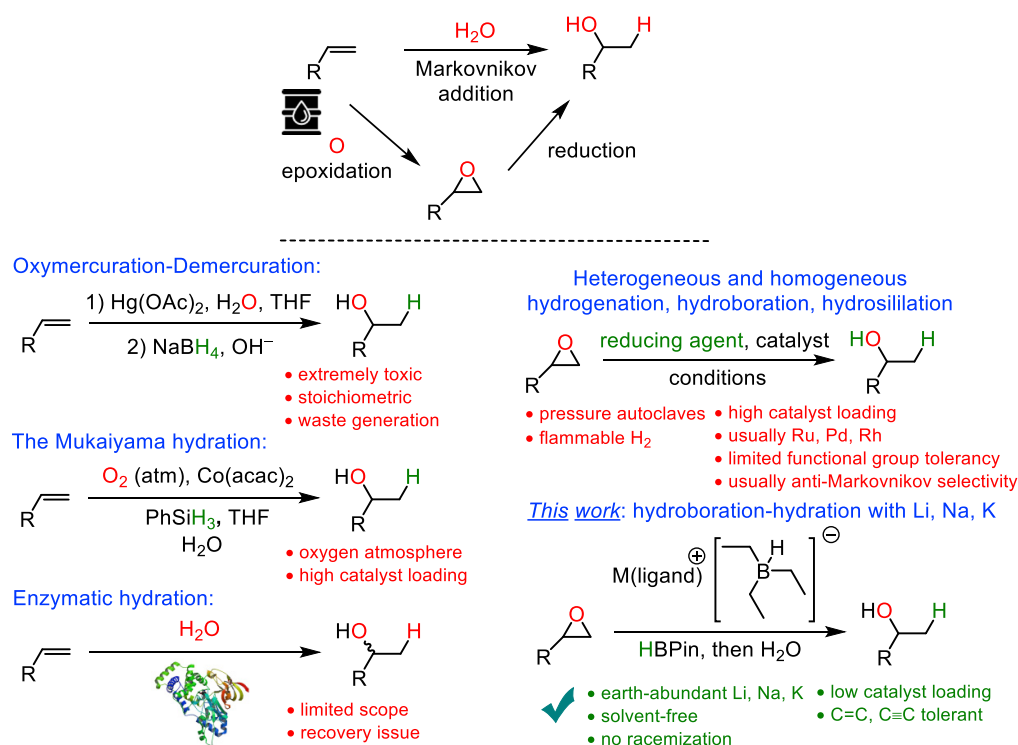 H₂O
HO
H
R
Markovnikov
addition
R
O
epoxidation
reduction
O
R
Oxymercuration-Demercuration:
1) Hg(OAc)₂, H₂O, THF
HO
H
R
2) NaBH₄, OH⁻
R
• extremely toxic
• stoichiometric
• waste generation
The Mukaiyama hydration:
O₂ (atm), Co(acac)₂
HO
H
R
PhSiH₃, THF
R
H₂O
• oxygen atmosphere
• high catalyst loading
Enzymatic hydration:
H₂O
HO
H
R
R
• limited scope
• recovery issue
Heterogeneous and homogeneous
hydrogenation, hydroboration, hydrosililation
O
reducing agent, catalyst
HO
H
R
conditions
R
• pressure autoclaves
• flammable H₂
• high catalyst loading
• usually Ru, Pd, Rh
• limited functional group tolerancy
• usually anti-Markovnikov selectivity
This work: hydroboration-hydration with Li, Na, K
M(ligand)
⊕
H
B
⊖
O
HO
H
R
HBPin, then H₂O
R
• earth-abundant Li, Na, K
• solvent-free
• no racemization
• low catalyst loading
• C=C, C≡C tolerant